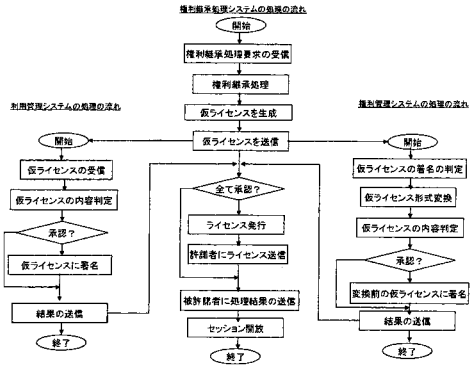 権利継承処理システムの処理の流れ
開始
権利継承処理要求の受信
権利継承処理
仮ライセンスを生成
仮ライセンスを送信
全て承認?
ライセンス発行
許諾者にライセンス送信
被許諾者に処理結果の送信
セッション開放
終了
利用管理システムの処理の流れ
開始
仮ライセンスの受信
仮ライセンスの内容判定
承認?
仮ライセンスに署名
結果の送信
終了
権利管理システムの処理の流れ
開始
仮ライセンスの署名の判定
仮ライセンス形式変換
仮ライセンスの内容判定
承認?
変換前の仮ライセンスに署名
結果の送信
終了